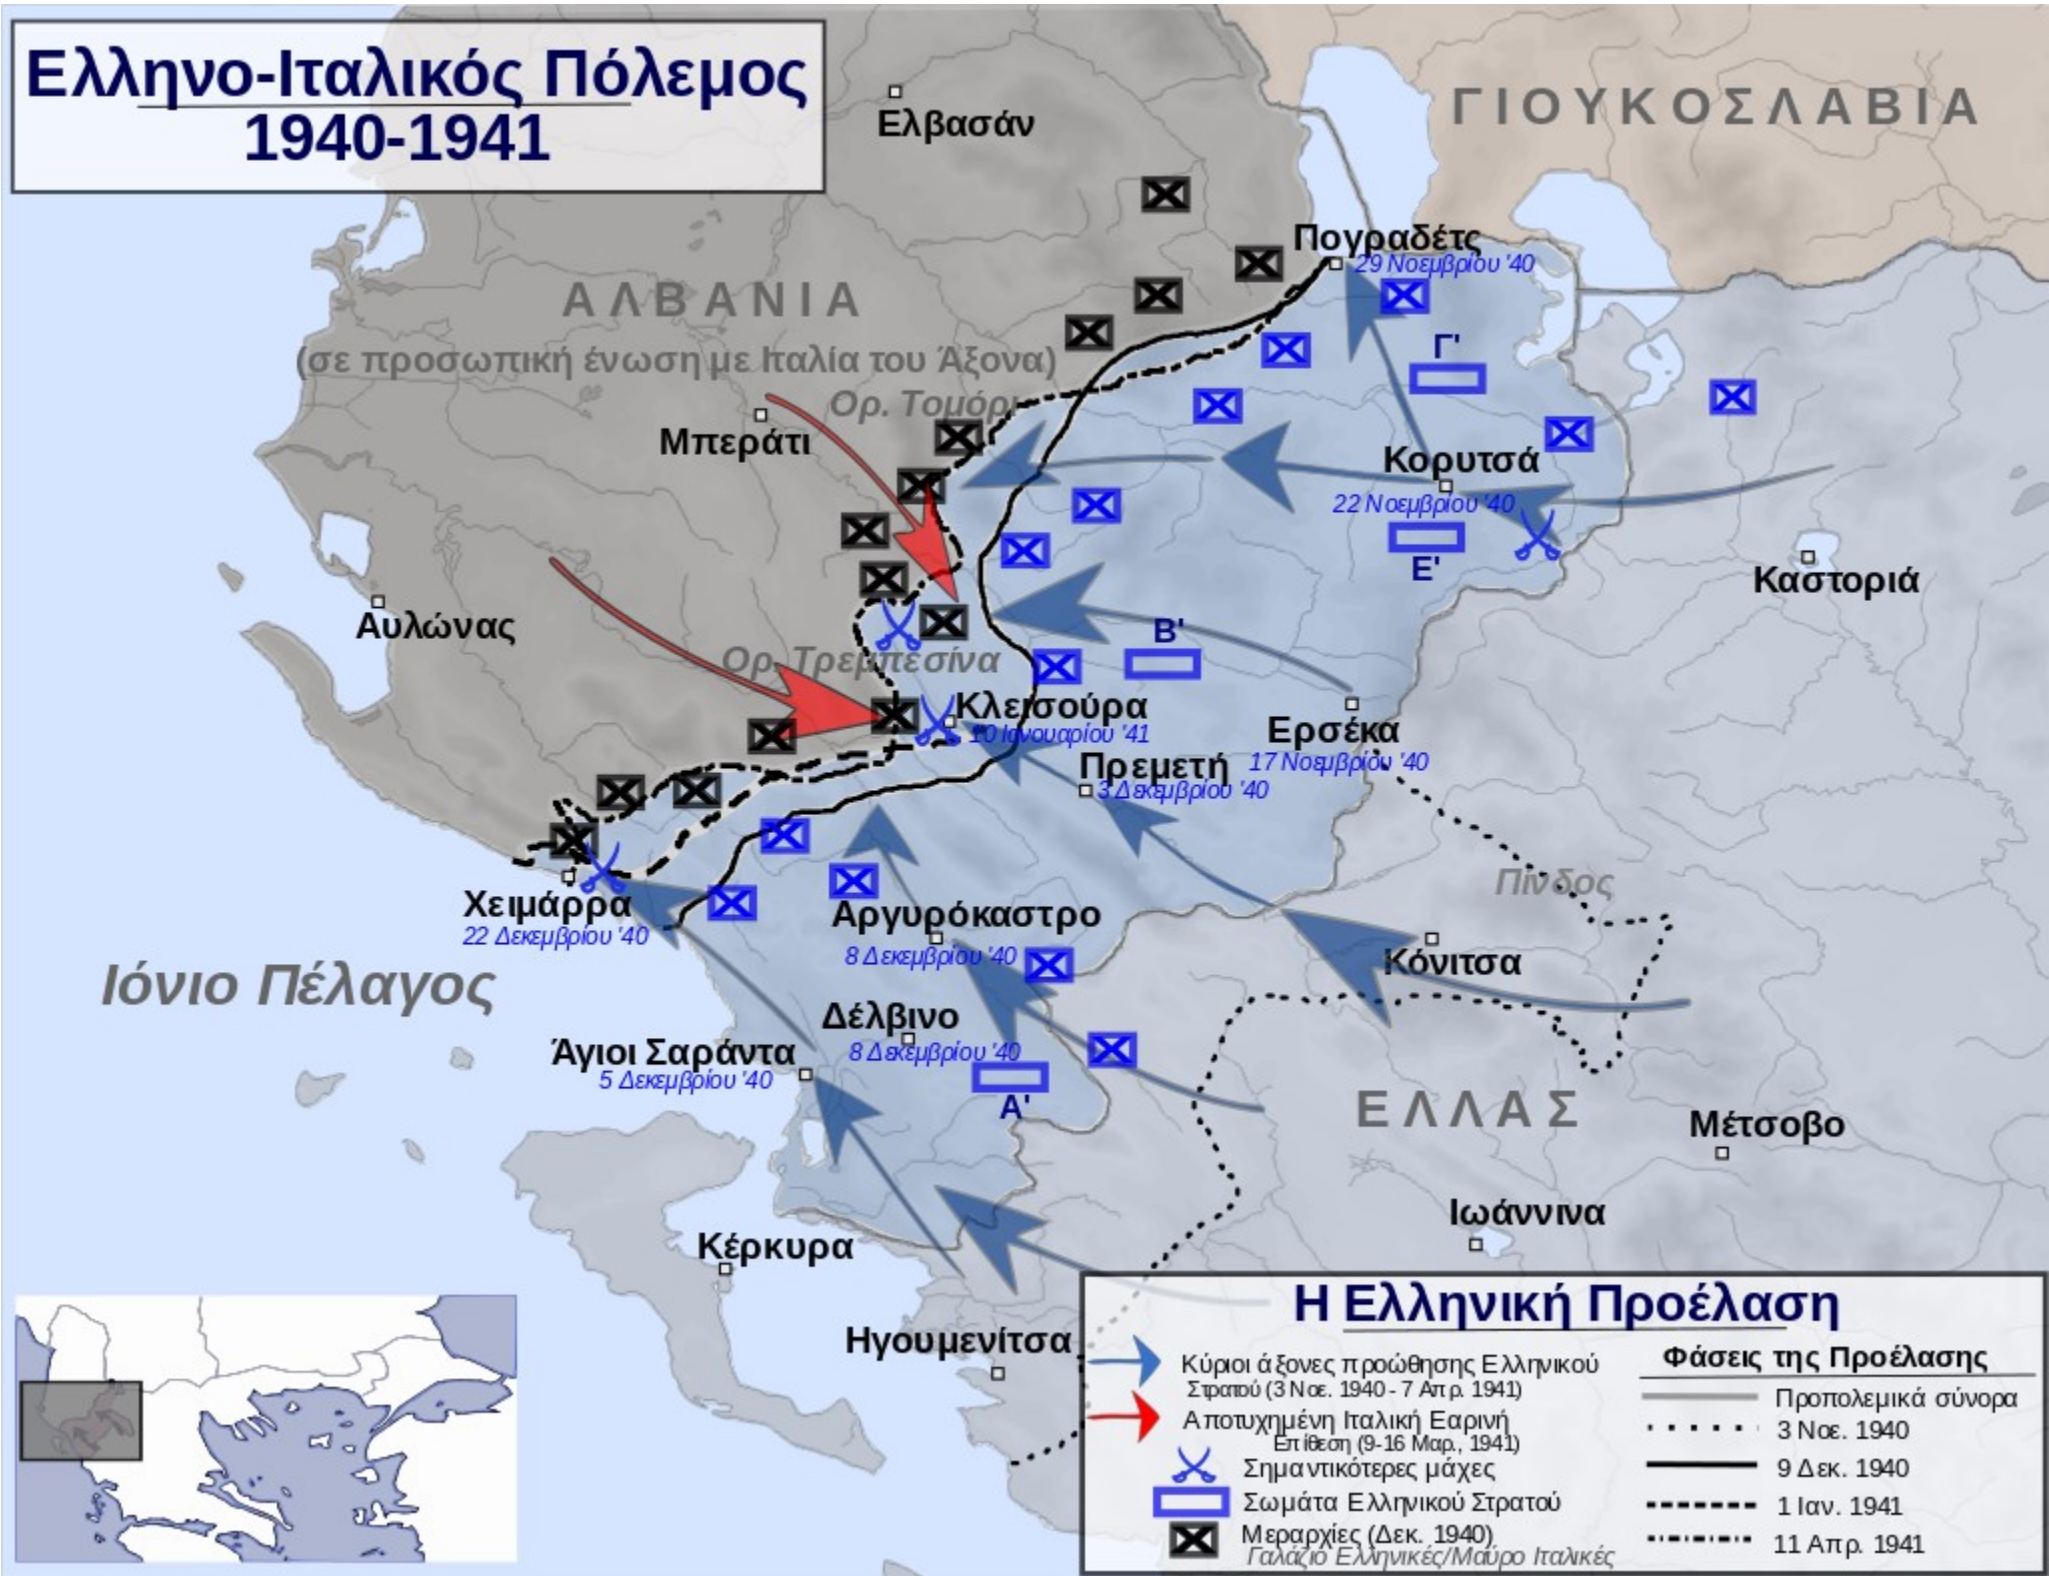 Ελληνο-Ιταλικός Πόλεμος
1940-1941
Ελβασάν
ΓΙΟΥΚΟΣΛΑΒΙΑ
Πογραδέτς
29 Νοεμβρίου '40
ΑΛΒΑΝΙΑ
(σε προσωπική ένωση με Ιταλία του Άξονα)
Γ'
Ορ. Τομόρι
Μπεράτι
Κορυτσά
22 Νοεμβρίου '40
Ε'
Καστοριά
Αυλώνας
Β'
Ορ. Τρεμπεσίνα
Κλεισούρα
10 Ιανουαρίου '41
Ερσέκα
17 Νοεμβρίου '40
Πρεμετή
3 Δεκεμβρίου '40
Πίνδος
Χειμάρρα
22 Δεκεμβρίου '40
Αργυρόκαστρο
8 Δεκεμβρίου '40
Κόνιτσα
Ιόνιο Πέλαγος
Δέλβινο
8 Δεκεμβρίου '40
Άγιοι Σαράντα
5 Δεκεμβρίου '40
Α'
ΕΛΛΑΣ
Μέτσοβο
Ιωάννινα
Κέρκυρα
Ηγουμενίτσα
Η Ελληνική Προέλαση
Κύριοι άξονες προώθησης Ελληνικού
Στρατού (3 Νοε. 1940 - 7 Απρ. 1941)
Αποτυχημένη Ιταλική Εαρινή
Επίθεση (9-16 Μαρ., 1941)
Σημαντικότερες μάχες
Σωμάτα Ελληνικού Στρατού
Μεραρχίες (Δεκ. 1940)
Γαλάζιο Ελληνικές/Μαύρο Ιταλικές
Φάσεις της Προέλασης
Προπολεμικά σύνορα
3 Νοε. 1940
9 Δεκ. 1940
1 Ιαν. 1941
11 Απρ. 1941